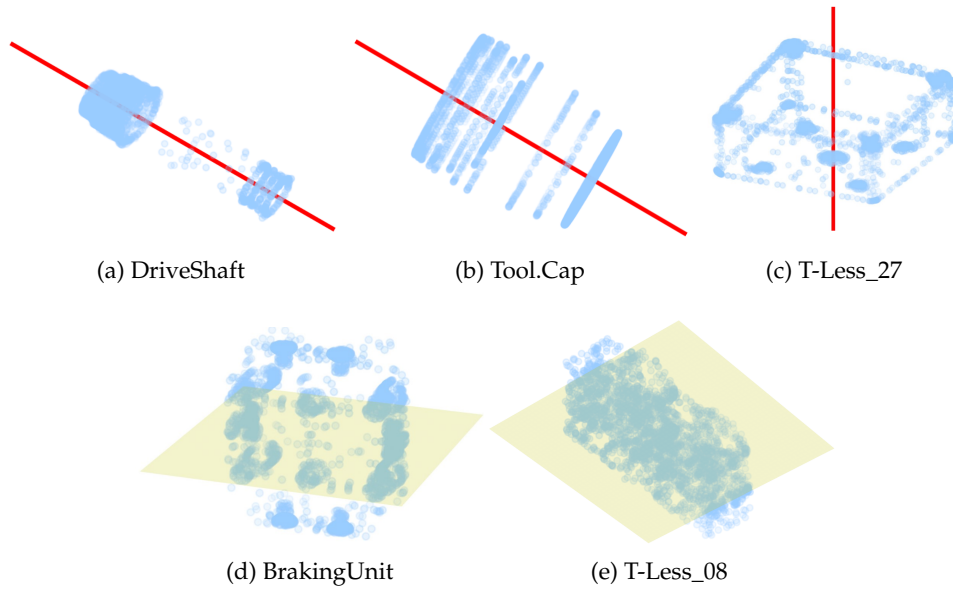 (a) DriveShaft
(b) Tool.Cap
(c) T-Less_27
(d) BrakingUnit
(e) T-Less_08